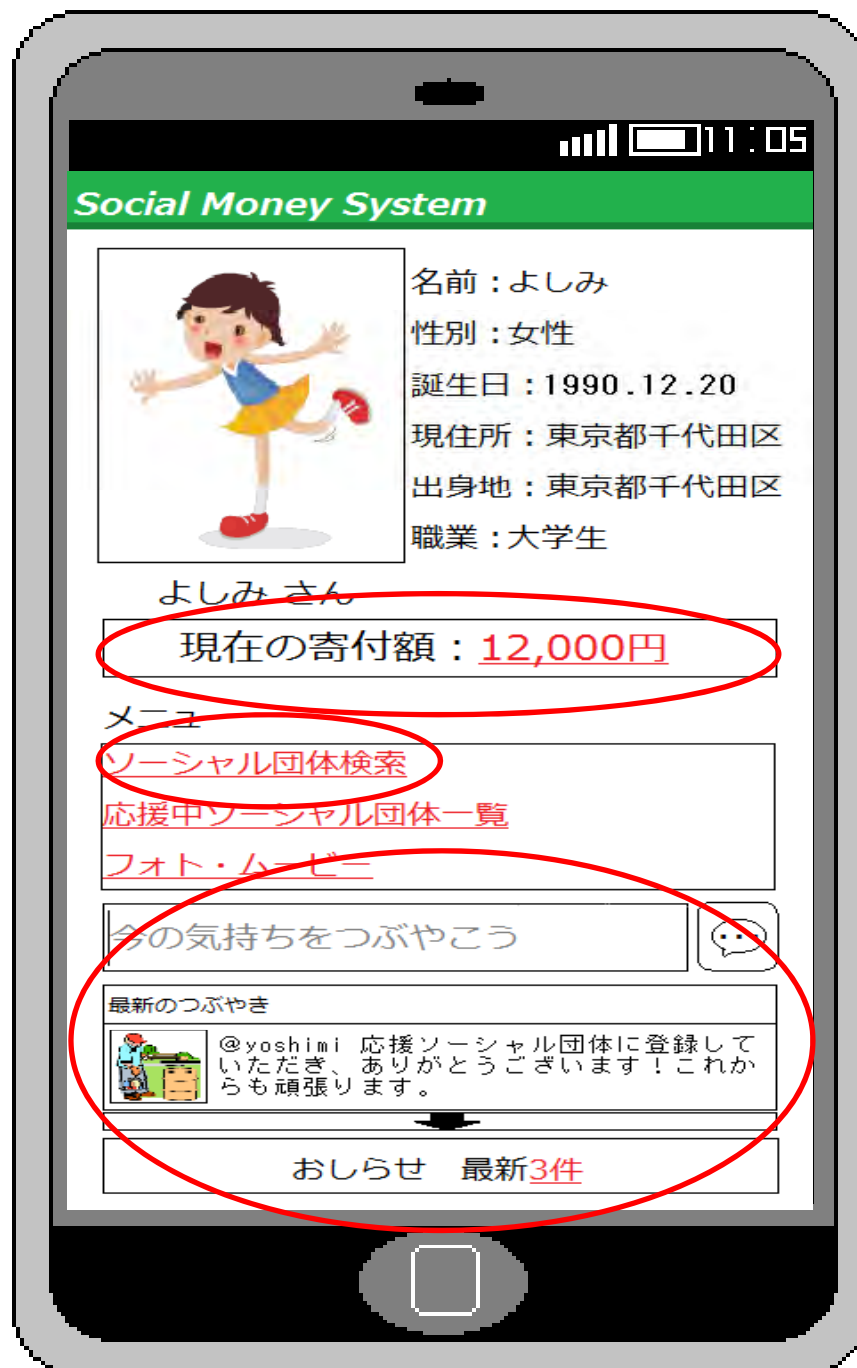 11:05
Social Money System
名前：よしみ
性別：女性
誕生日：1990.12.20
現住所：東京都千代田区
出身地：東京都千代田区
職業：大学生
よしみ さん
現在の寄付額：12,000円
メニュー
ソーシャル団体検索
応援中ソーシャル団体一覧
フォト・ムービー
今の気持ちをつぶやこう
最新のつぶやき
@yoshimi 応援ソーシャル団体に登録して
いただき、ありがとうございます！これか
らも頑張ります。
おしらせ　最新3件